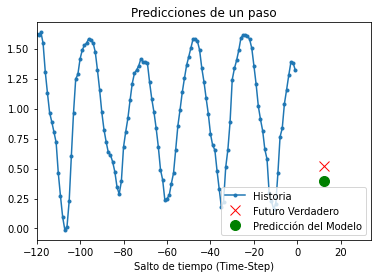 Predicciones de un paso
1.50
1.25
1.00
0.75
0.50
0.25
0.00
Historia
Futuro Verdadero
Predicción del Modelo
−120 −100 −80 −60 −40 −20 0 20
Salto de tiempo (Time-Step)